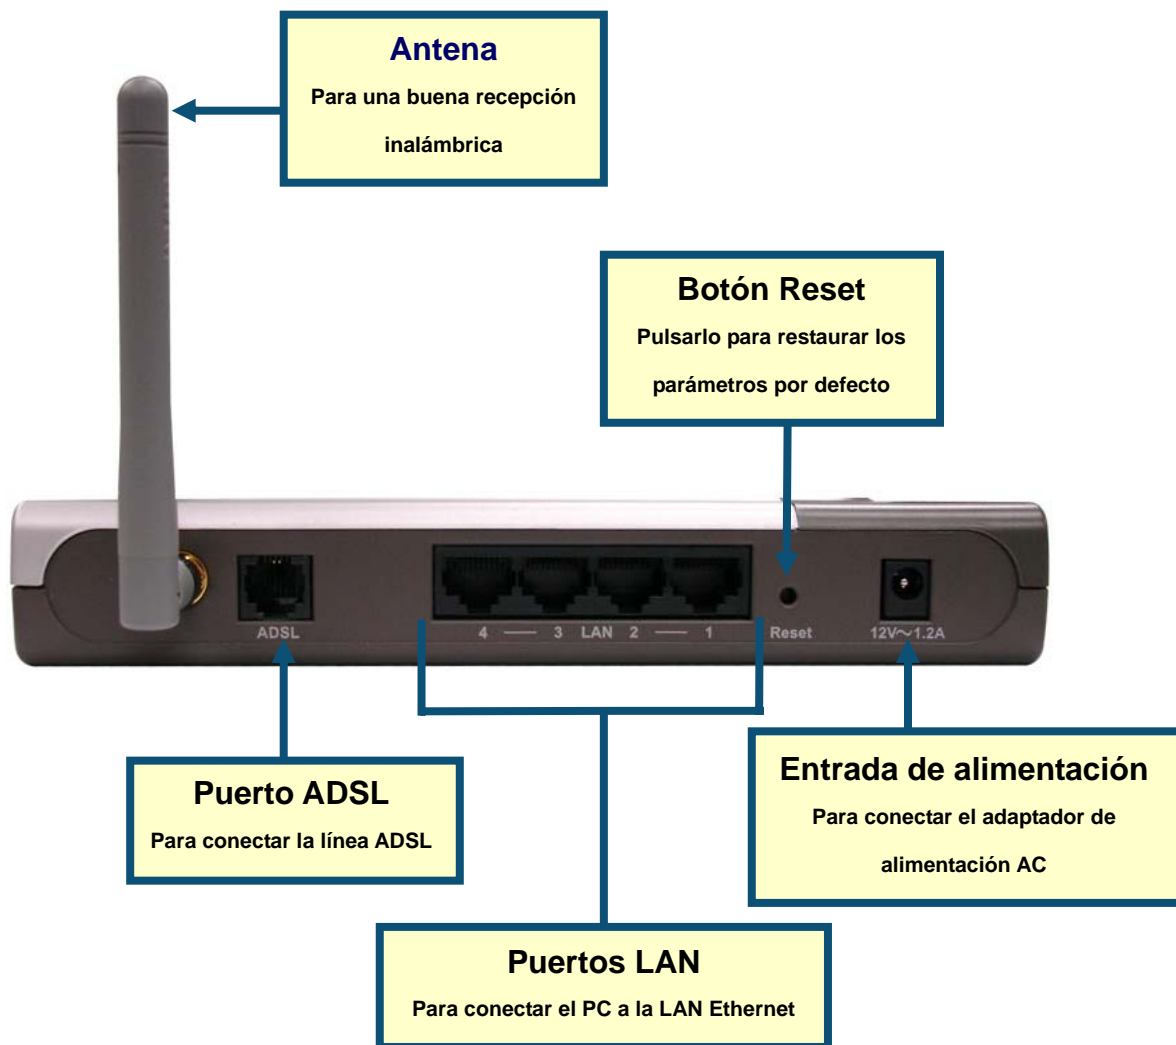 Antena
Para una buena recepción
inalámbrica
Botón Reset
Pulsarlo para restaurar los
parámetros por defecto
ADSL
4 — 3 LAN 2 — 1
Reset
12V～1.2A
Puerto ADSL
Para conectar la línea ADSL
Entrada de alimentación
Para conectar el adaptador de
alimentación AC
Puertos LAN
Para conectar el PC a la LAN Ethernet